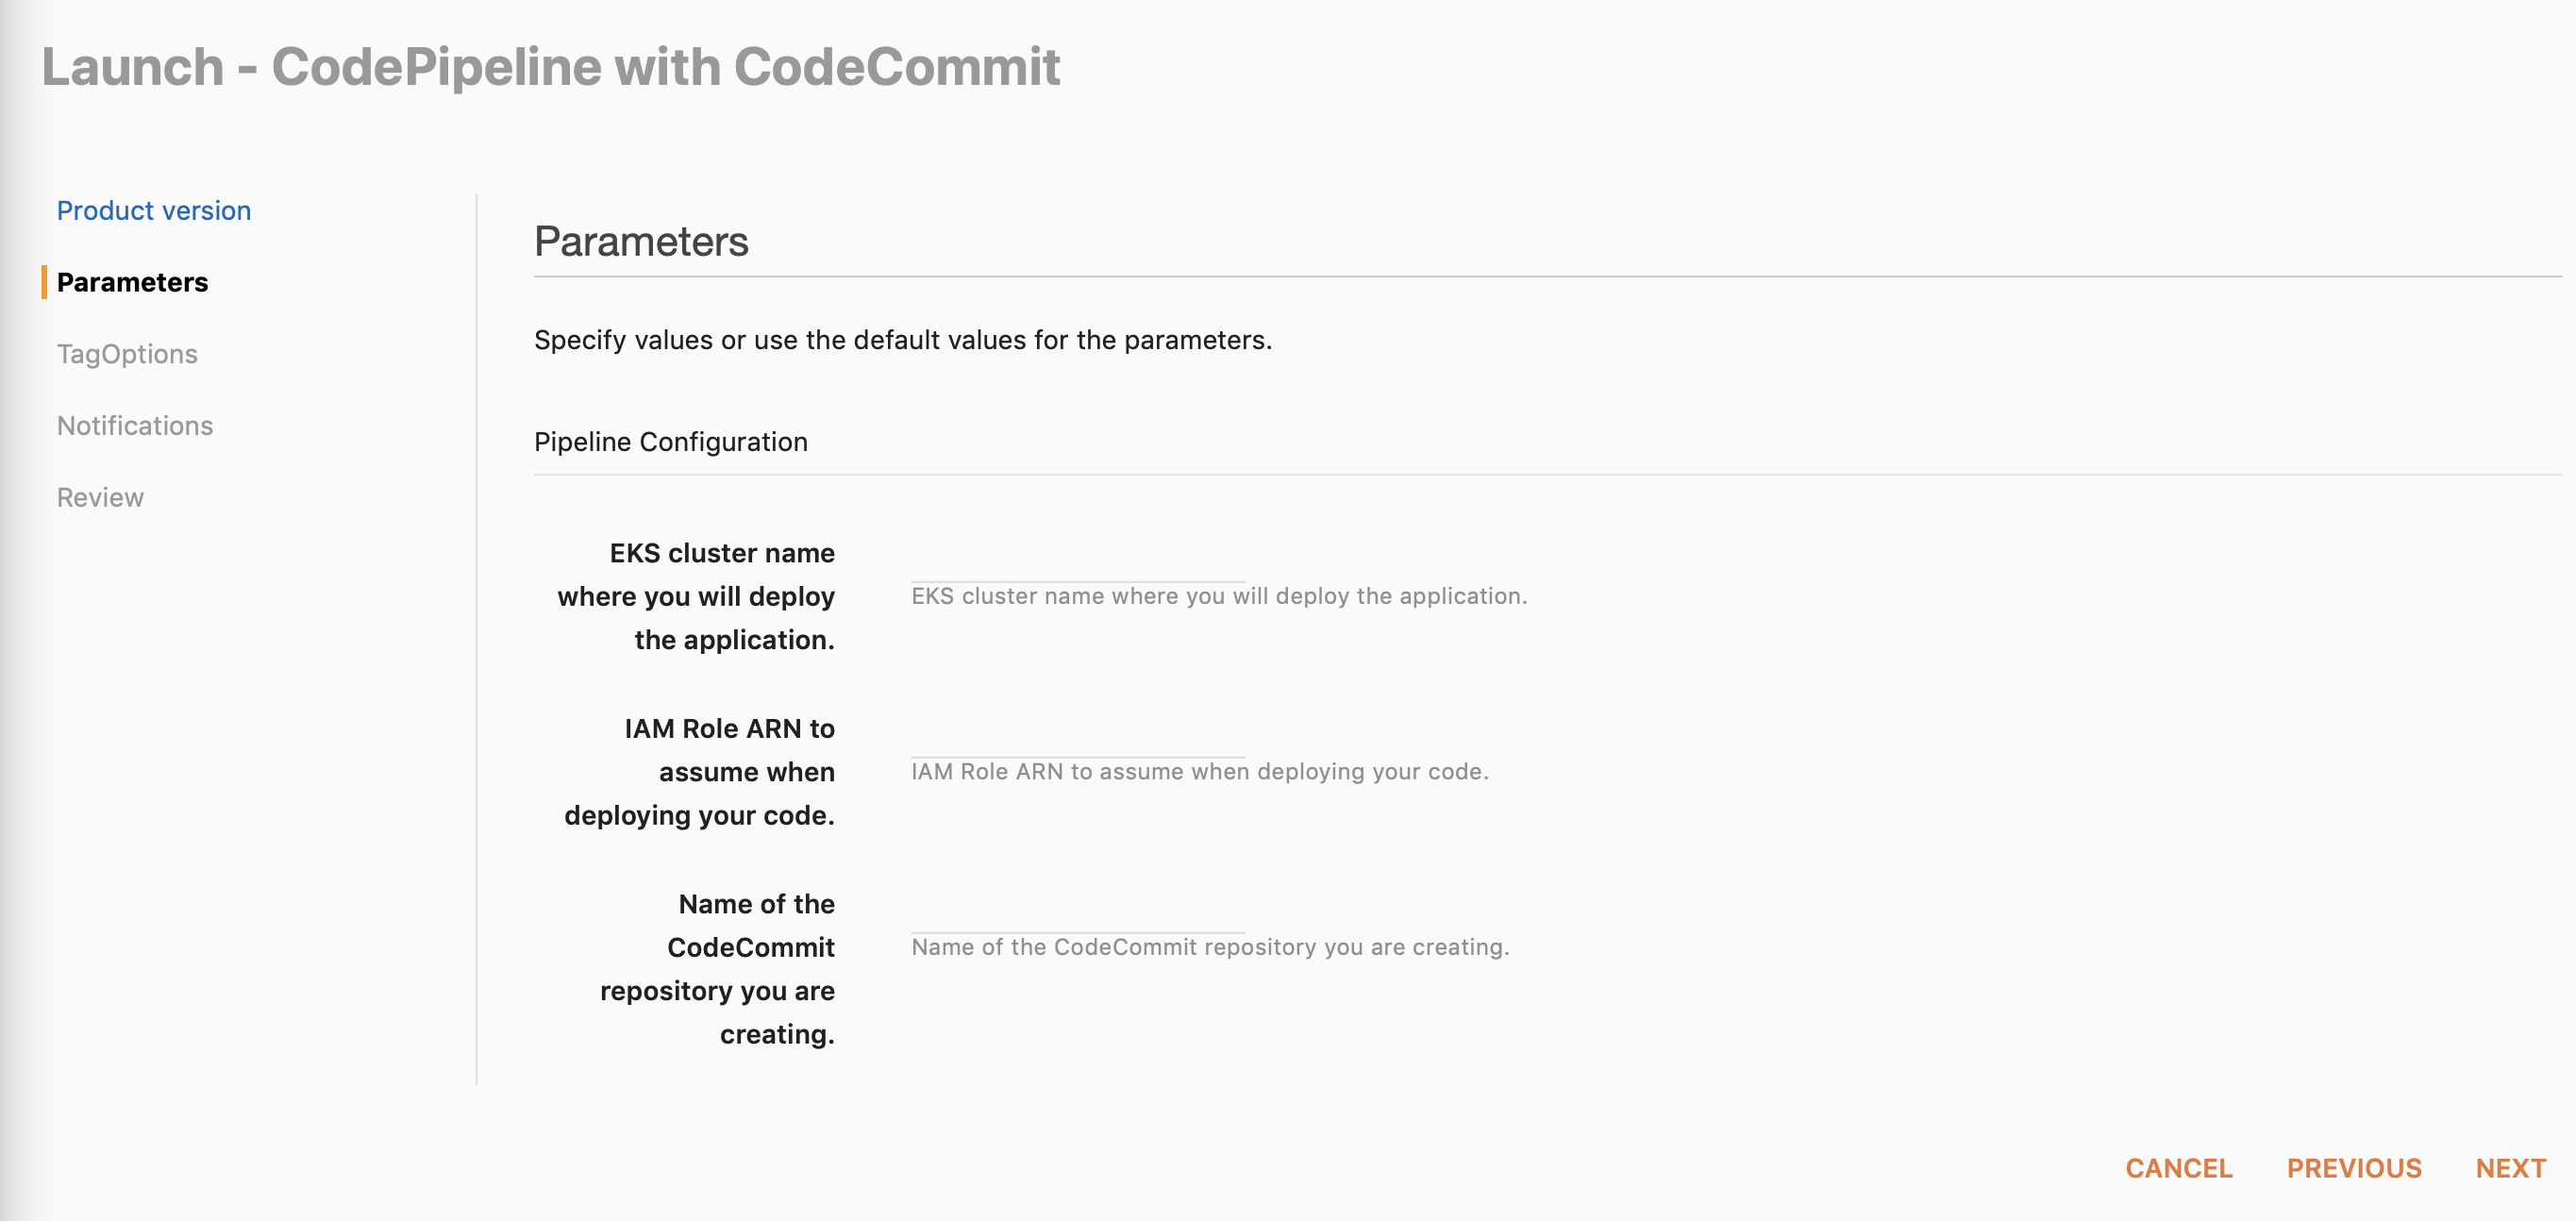 Launch - CodePipeline with CodeCommit
Product version
Parameters
TagOptions
Notifications
Review
Parameters
Specify values or use the default values for the parameters.
Pipeline Configuration
EKS cluster name
where you will deploy
the application.
EKS cluster name where you will deploy the application.
IAM Role ARN to
assume when
deploying your code.
IAM Role ARN to assume when deploying your code.
Name of the
CodeCommit
repository you are
creating.
Name of the CodeCommit repository you are creating.
CANCEL PREVIOUS NEXT